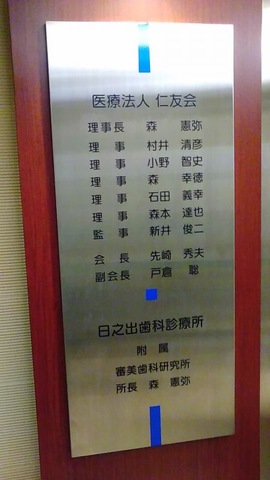 医療法人 仁友会
理事長 森 憲弥
理事 村井 清彦
理事 小野 智史
理事 森 幸徳
理事 石田 義幸
理事 森本 達也
監事 新井 俊二
会長 先崎 秀夫
副会長 戸倉 聡
日之出歯科診療所
附属
審美歯科研究所
所長 森 憲弥